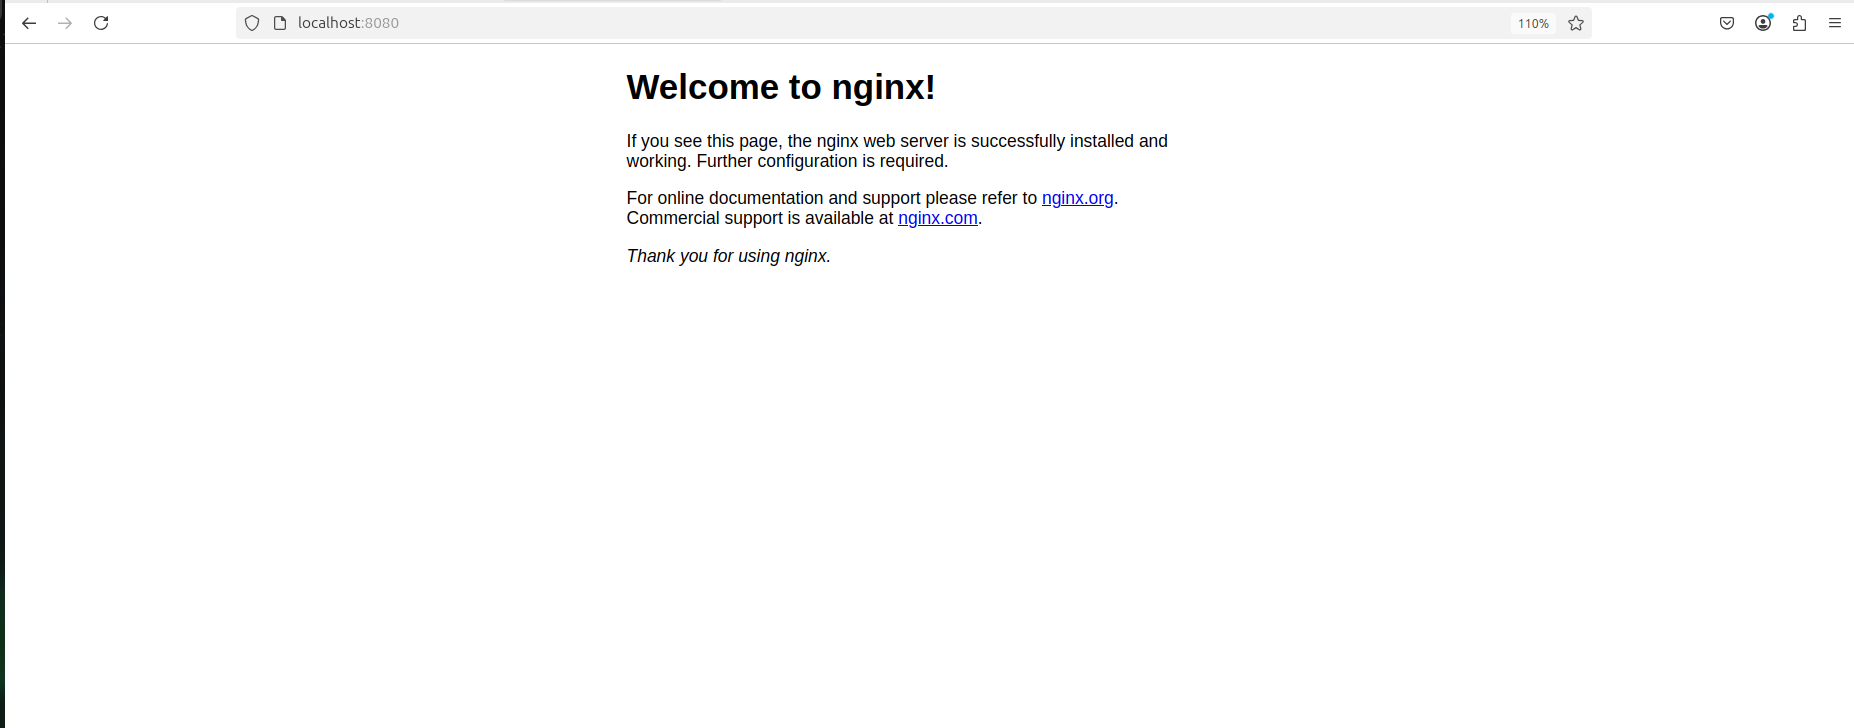 localhost:8080
110%
Welcome to nginx!
If you see this page, the nginx web server is successfully installed and
working. Further configuration is required.
For online documentation and support please refer to nginx.org.
Commercial support is available at nginx.com.
Thank you for using nginx.